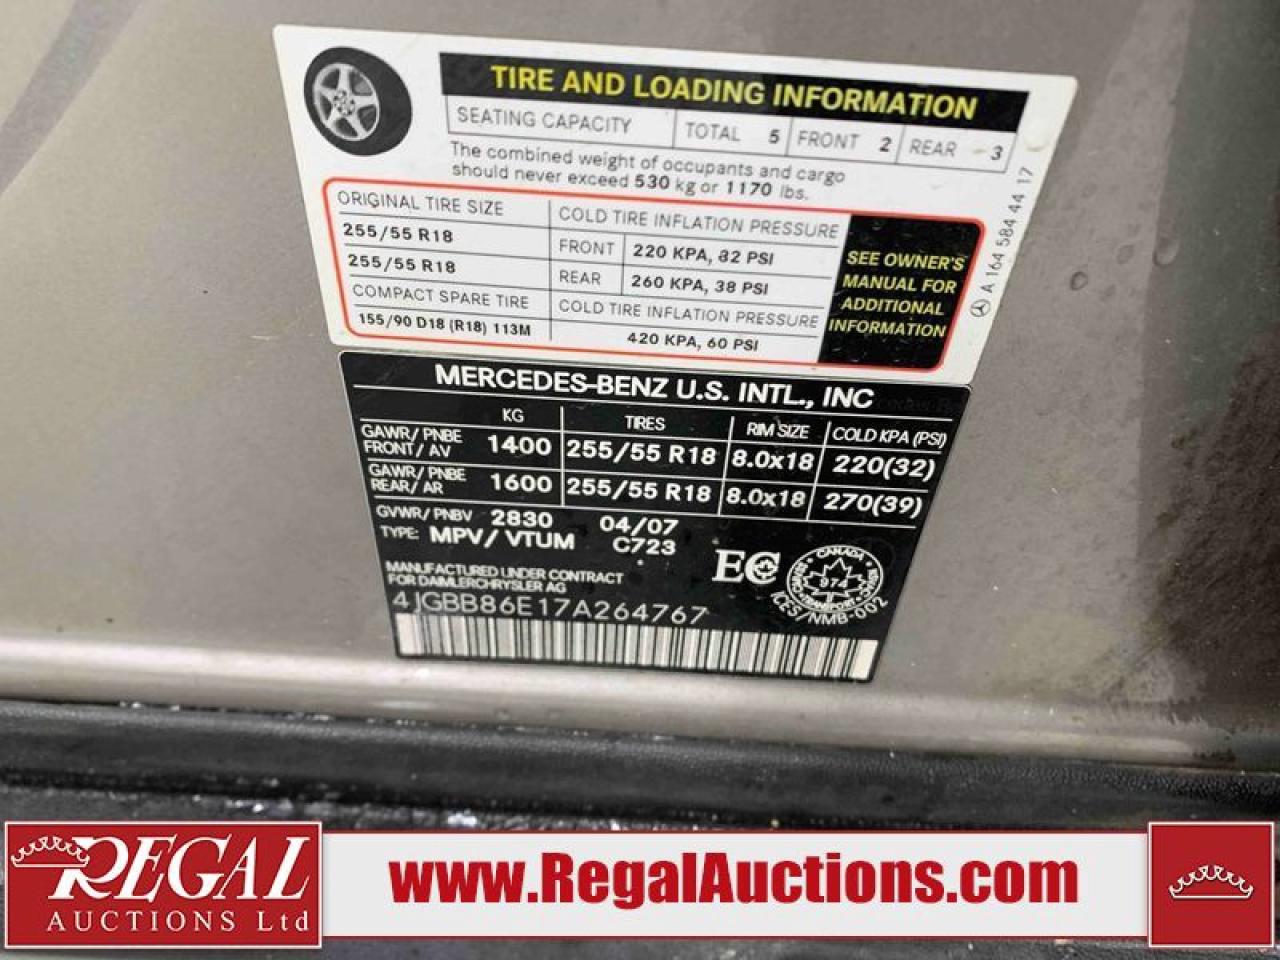 TIRE AND LOADING INFORMATION
SEATING CAPACITY TOTAL 5 FRONT 2 REAR 3
The combined weight of occupants and cargo
should never exceed 530 kg or 1170 lbs.
ORIGINAL TIRE SIZE COLD TIRE INFLATION PRESSURE
255/55 R18 FRONT 220 KPA, 32 PSI
255/55 R18 REAR 260 KPA, 38 PSI
COMPACT SPARE TIRE COLD TIRE INFLATION PRESSURE
155/90 D18 (R18) 113M 420 KPA, 60 PSI
SEE OWNER'S
MANUAL FOR
ADDITIONAL
INFORMATION
A 164 584 44 17
MERCEDES-BENZ U.S. INTL., INC
KG TIRES RIM SIZE COLD KPA (PSI)
GAWR/ PNBE
FRONT/ AV 1400 255/55 R18 8.0x18 220(32)
GAWR/ PNBE
REAR/ AR 1600 255/55 R18 8.0x18 270(39)
GVWR/ PNBV 2830 04/07
TYPE: MPV/ VTUM C723
MANUFACTURED UNDER CONTRACT
FOR DAIMLERCHRYSLER AG
4JGBB86E17A264767
EC
CANADA
974
TRANSPORT
ICES/NMB-002
REGAL
AUCTIONS Ltd
www.RegalAuctions.com